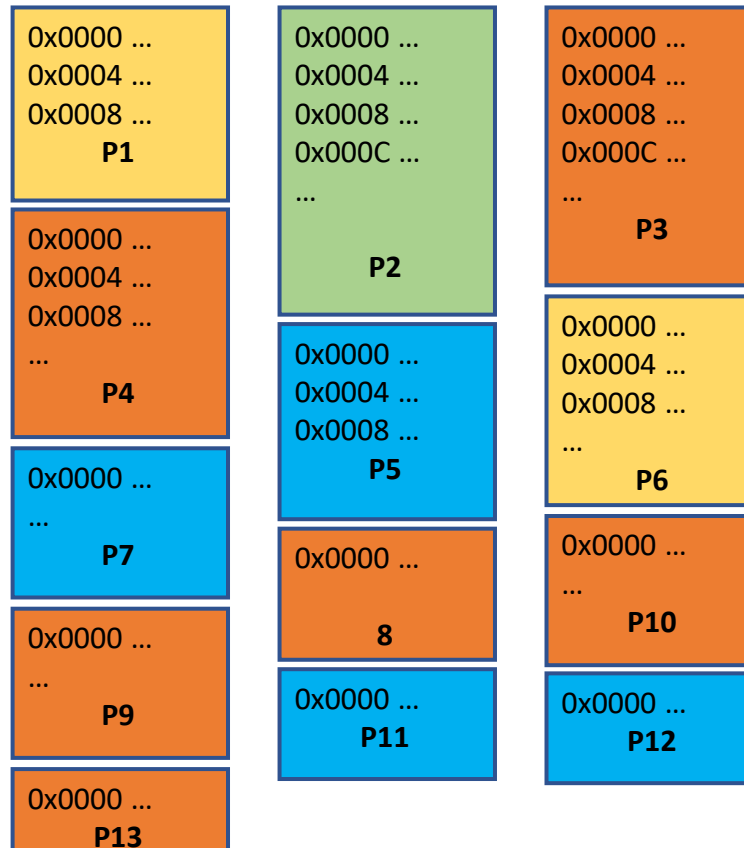 0x0000 ...
0x0004 ...
0x0008 ...
P1
0x0000 ...
0x0004 ...
0x0008 ...
0x000C ...
...
P2
0x0000 ...
0x0004 ...
0x0008 ...
0x000C ...
...
P3
0x0000 ...
0x0004 ...
0x0008 ...
...
P4
0x0000 ...
0x0004 ...
0x0008 ...
P5
0x0000 ...
0x0004 ...
0x0008 ...
...
P6
0x0000 ...
...
P7
0x0000 ...
8
0x0000 ...
...
P10
0x0000 ...
...
P9
0x0000 ...
P11
0x0000 ...
P12
0x0000 ...
P13